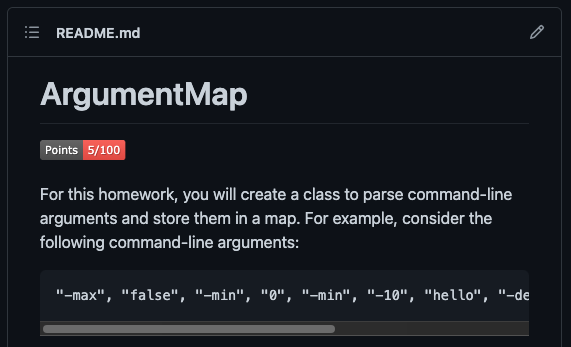 README.md
ArgumentMap
Points 5/100
For this homework, you will create a class to parse command-line
arguments and store them in a map. For example, consider the
following command-line arguments:
"-max", "false", "-min", "0", "-min", "-10", "hello", "-de